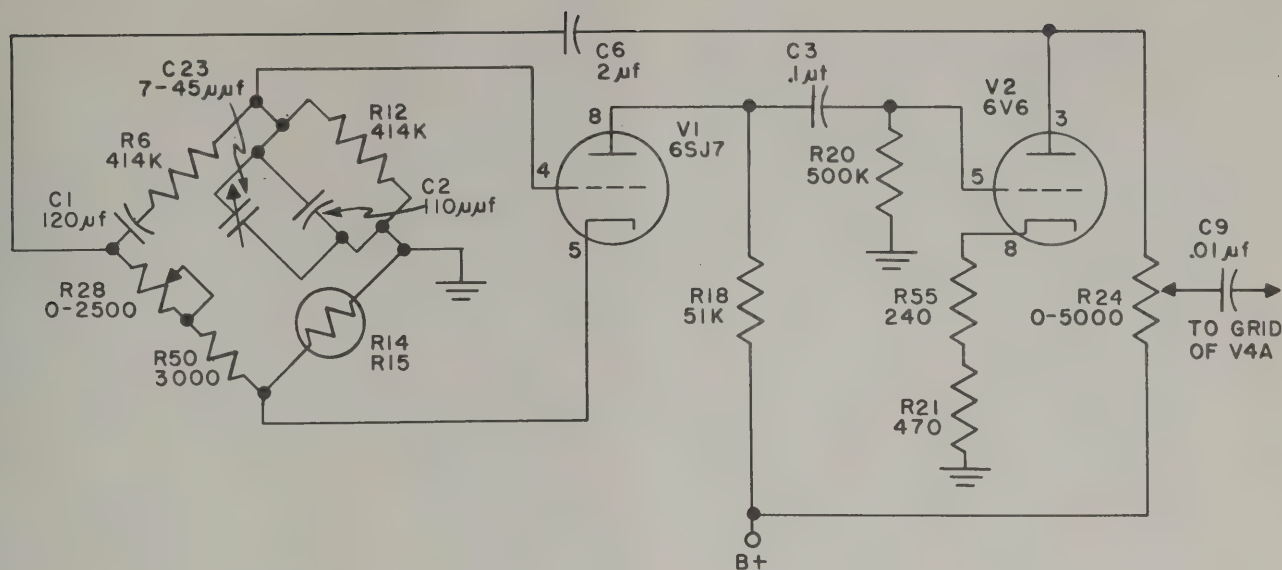 C6
2µf
C3
.1µf
V2
6V6
C23
7-45µµf
R12
414K
R6
414K
8
V1
6SJ7
3
4
R20
500K
5
C1
120µf
C2
110µµf
C9
.01µf
5
8
R28
0-2500
R18
51K
R55
240
R24
0-5000
TO GRID
OF V4A
R14
R15
R50
3000
R21
470
B+